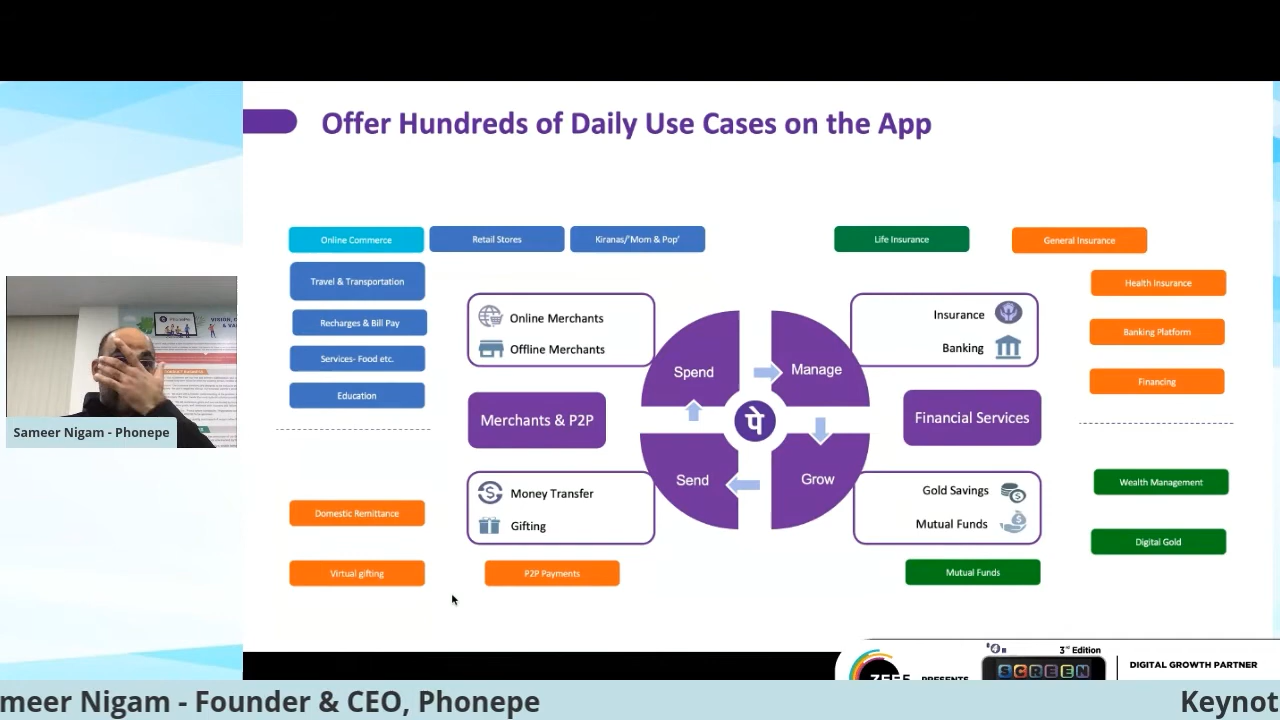 Offer Hundreds of Daily Use Cases on the App
Online Commerce
Retail Stores
Kiranas/'Mom & Pop'
Life Insurance
General Insurance
Travel & Transportation
Health Insurance
Recharges & Bill Pay
Banking Platform
Services- Food etc.
Financing
Education
Online Merchants
Offline Merchants
Insurance
Banking
Spend
Manage
Merchants & P2P
पे
Financial Services
Send
Grow
Money Transfer
Gifting
Gold Savings
Mutual Funds
Wealth Management
Domestic Remittance
Digital Gold
Virtual gifting
P2P Payments
Mutual Funds
Sameer Nigam - Phonepe
3rd Edition
ZEE5
PRESENTS
SCREEN
DIGITAL GROWTH PARTNER
meer Nigam - Founder & CEO, Phonepe
Keynot